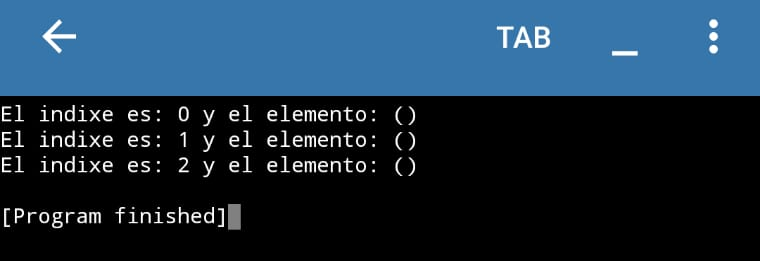 TAB
El indixe es: 0 y el elemento: ()
El indixe es: 1 y el elemento: ()
El indixe es: 2 y el elemento: ()
[Program finished]